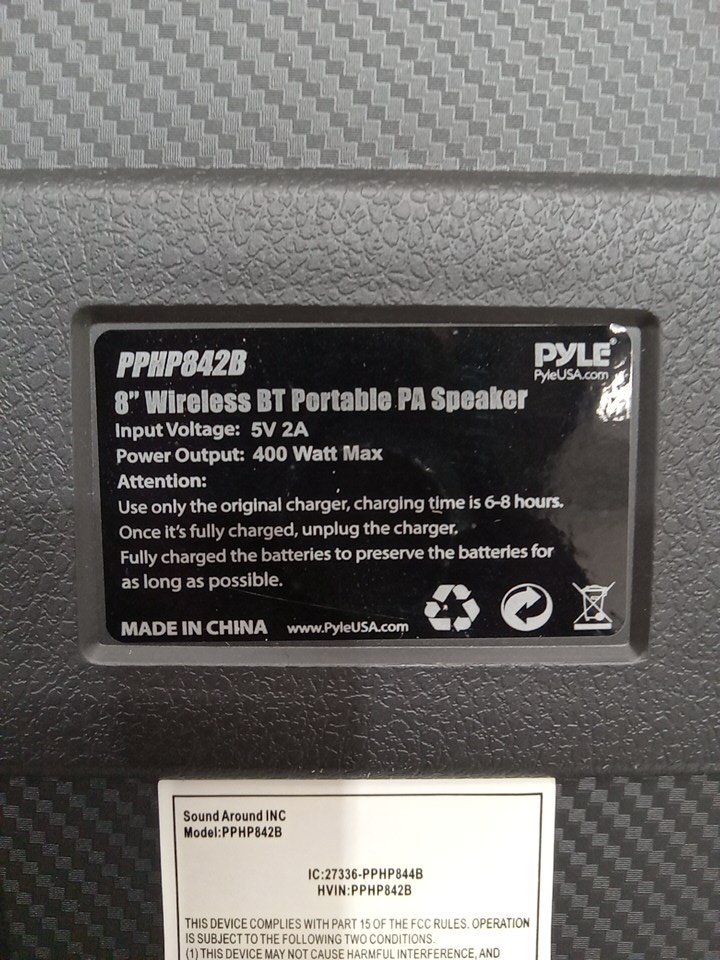 PPHP842B
PYLE®
PyleUSA.com
8” Wireless BT Portable PA Speaker
Input Voltage: 5V 2A
Power Output: 400 Watt Max
Attention:
Use only the original charger, charging time is 6-8 hours.
Once it’s fully charged, unplug the charger.
Fully charged the batteries to preserve the batteries for
as long as possible.
MADE IN CHINA www.PyleUSA.com
Sound Around INC
Model:PPHP842B
IC:27336-PPHP844B
HVIN:PPHP842B
THIS DEVICE COMPLIES WITH PART 15 OF THE FCC RULES. OPERATION
IS SUBJECT TO THE FOLLOWING TWO CONDITIONS.
(1) THIS DEVICE MAY NOT CAUSE HARMFUL INTERFERENCE, AND